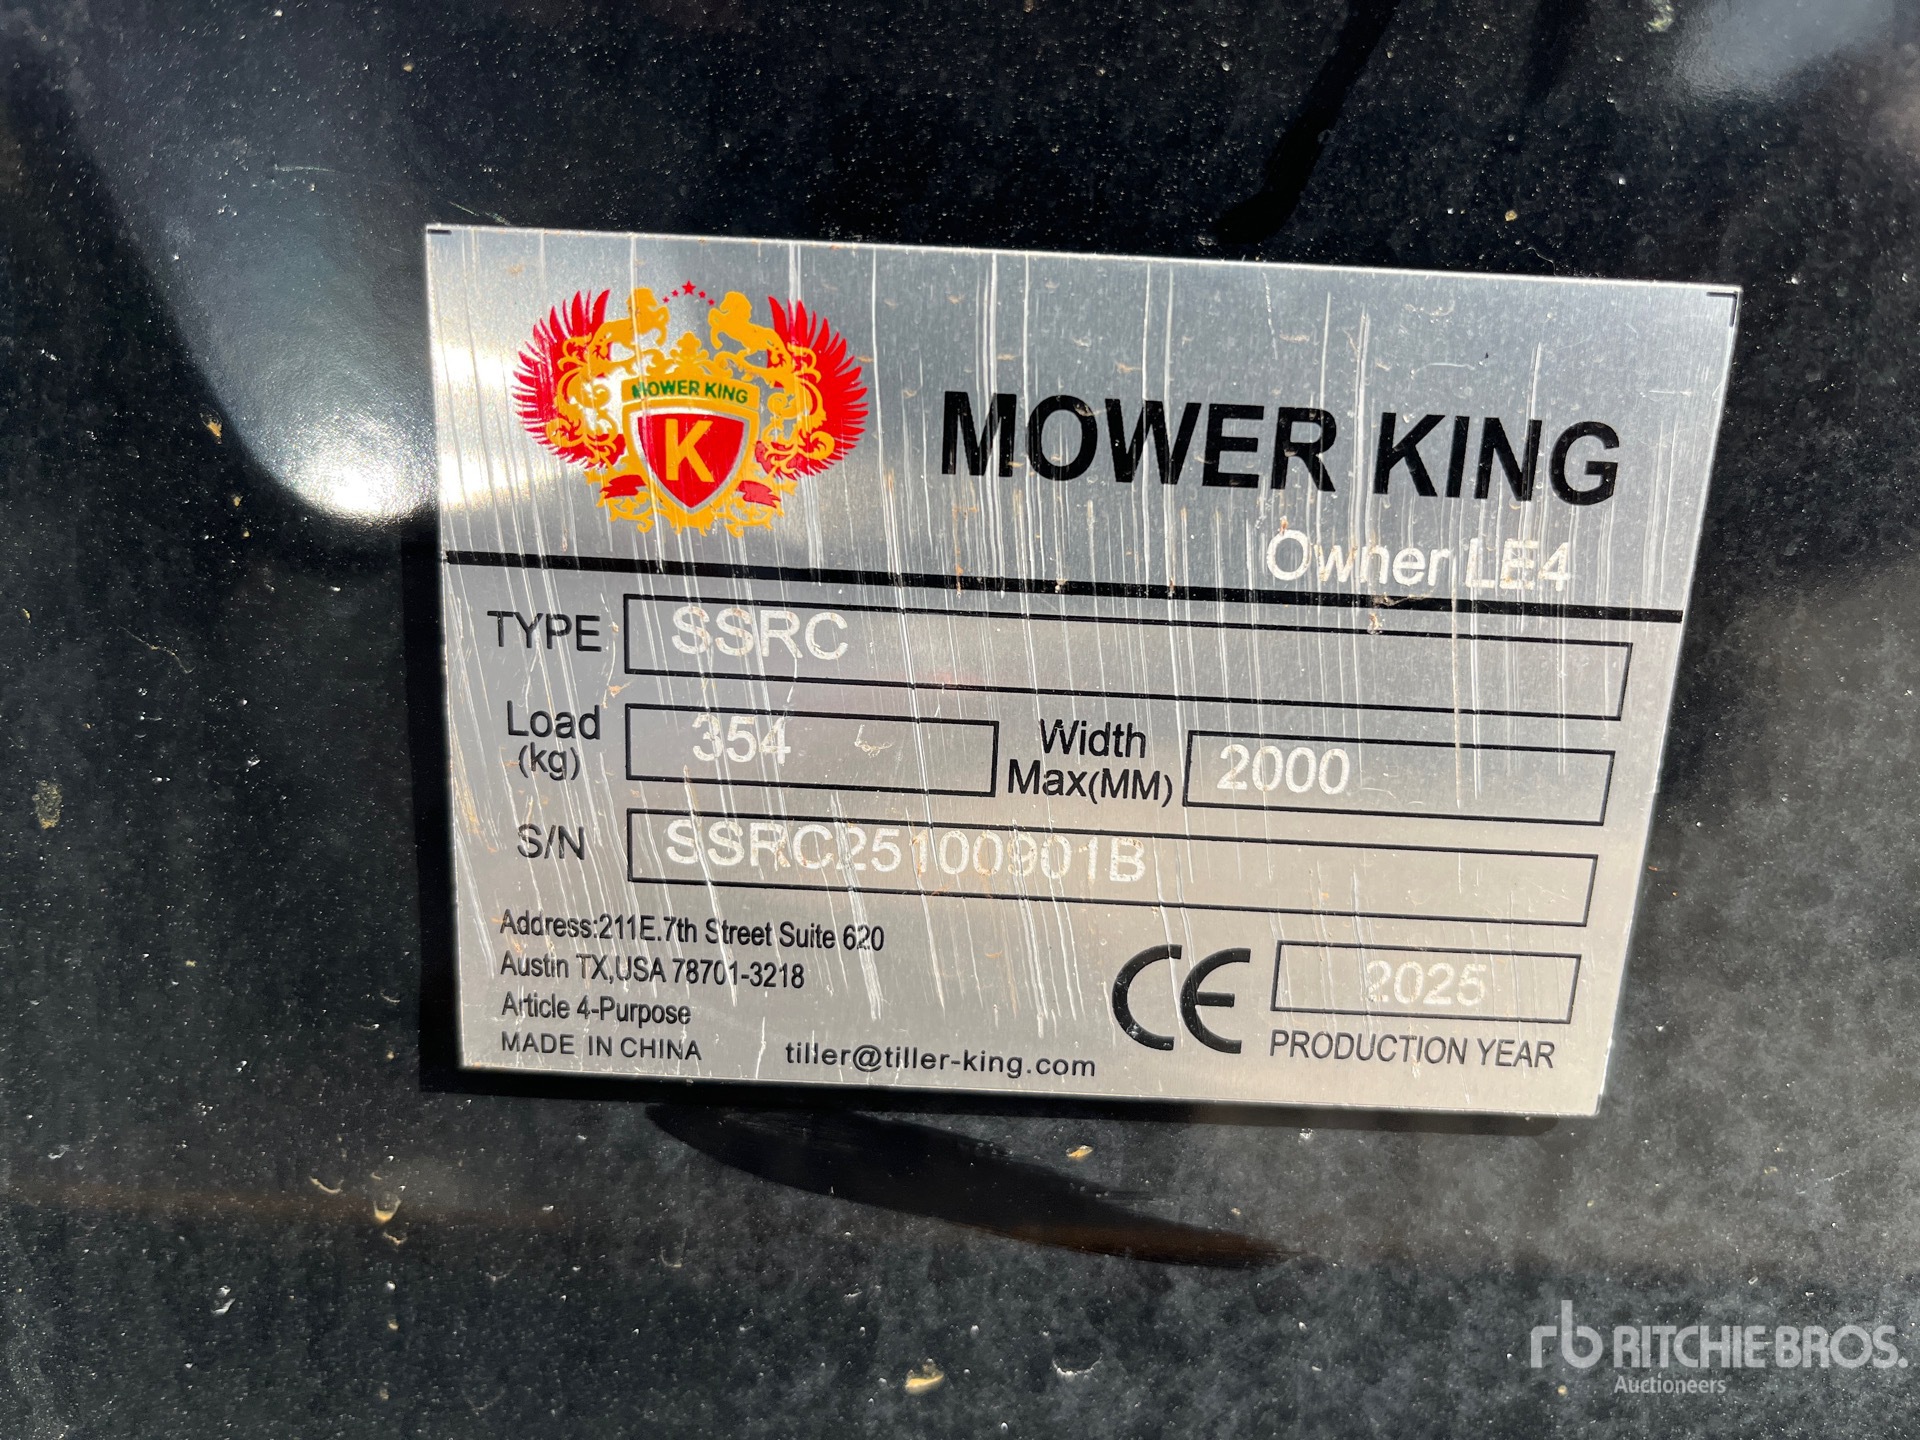 MOWER KING
K
MOWER KING
Owner LE4
TYPE SSRC
Load (kg) 354 Width Max(MM) 2000
S/N SSRC25100901B
Address:211E.7th Street Suite 620
Austin TX,USA 78701-3218
Article 4-Purpose
MADE IN CHINA
tiller@tiller-king.com
CE
2025
PRODUCTION YEAR
rb RITCHIE BROS.
Auctioneers